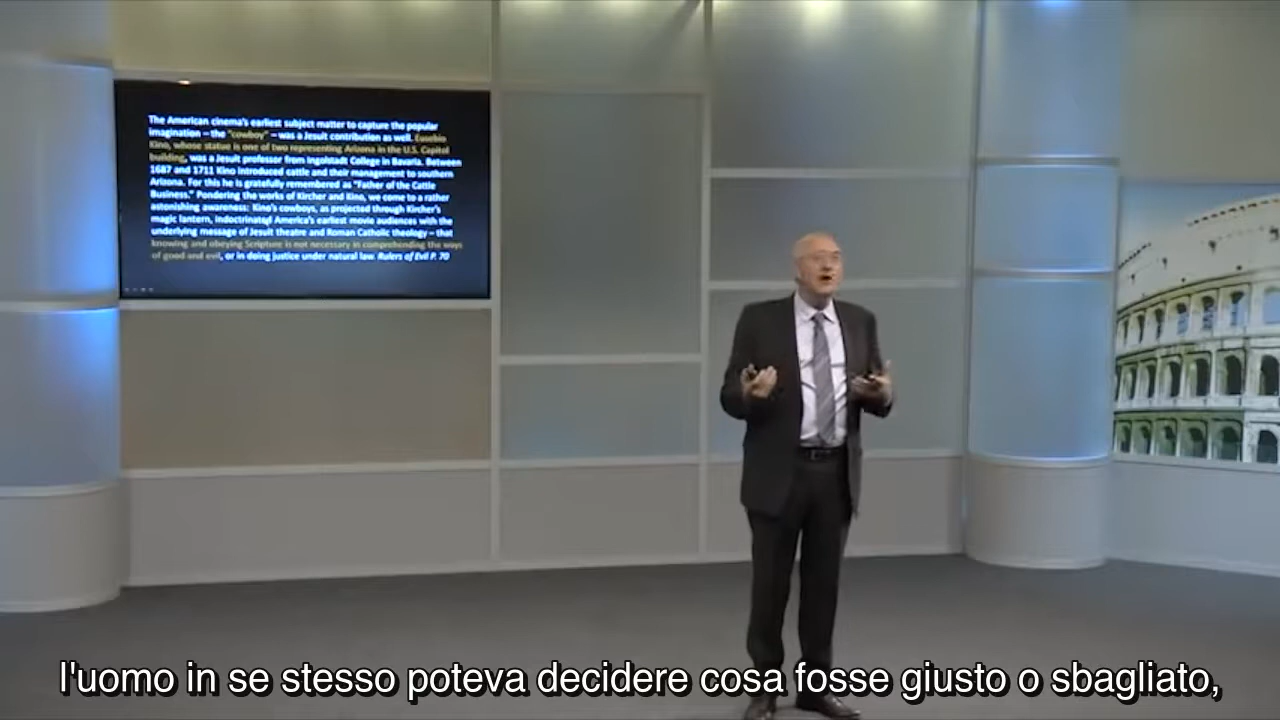 The American cinema's earliest subject matter to capture the popular
imagination – the "cowboy" – was a Jesuit contribution as well. Eusebio
Kino, whose statue is one of two representing Arizona in the U.S. Capitol
building, was a Jesuit professor from Ingolstadt College in Bavaria. Between
1687 and 1711 Kino introduced cattle and their management to southern
Arizona. For this he is gratefully remembered as "Father of the Cattle
Business." Pondering the works of Kircher and Kino, we come to a rather
astonishing awareness: Kino's cowboys, as projected through Kircher's
magic lantern, indoctrinated America's earliest movie audiences with the
underlying message of Jesuit theatre and Roman Catholic theology – that
knowing and obeying Scripture is not necessary in comprehending the ways
of good and evil, or in doing justice under natural law. Rulers of Evil P. 70
l'uomo in se stesso poteva decidere cosa fosse giusto o sbagliato,